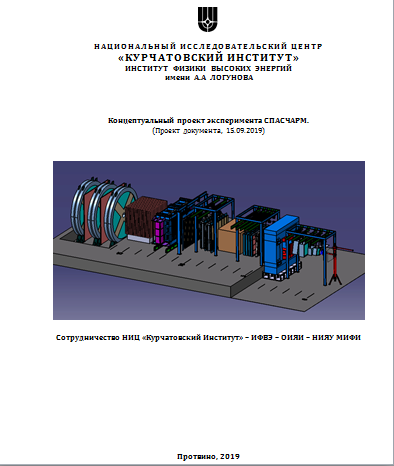 НАЦИОНАЛЬНЫЙ ИССЛЕДОВАТЕЛЬСКИЙ ЦЕНТР
«КУРЧАТОВСКИЙ ИНСТИТУТ»
ИНСТИТУТ ФИЗИКИ ВЫСОКИХ ЭНЕРГИЙ
имени А.А ЛОГУНОВА
Концептуальный проект эксперимента СПАСЧАРМ.
(Проект документа, 15.09.2019)
Сотрудничество НИЦ «Курчатовский Институт» – ИФВЭ – ОИЯИ – НИЯУ МИФИ
Протвино, 2019